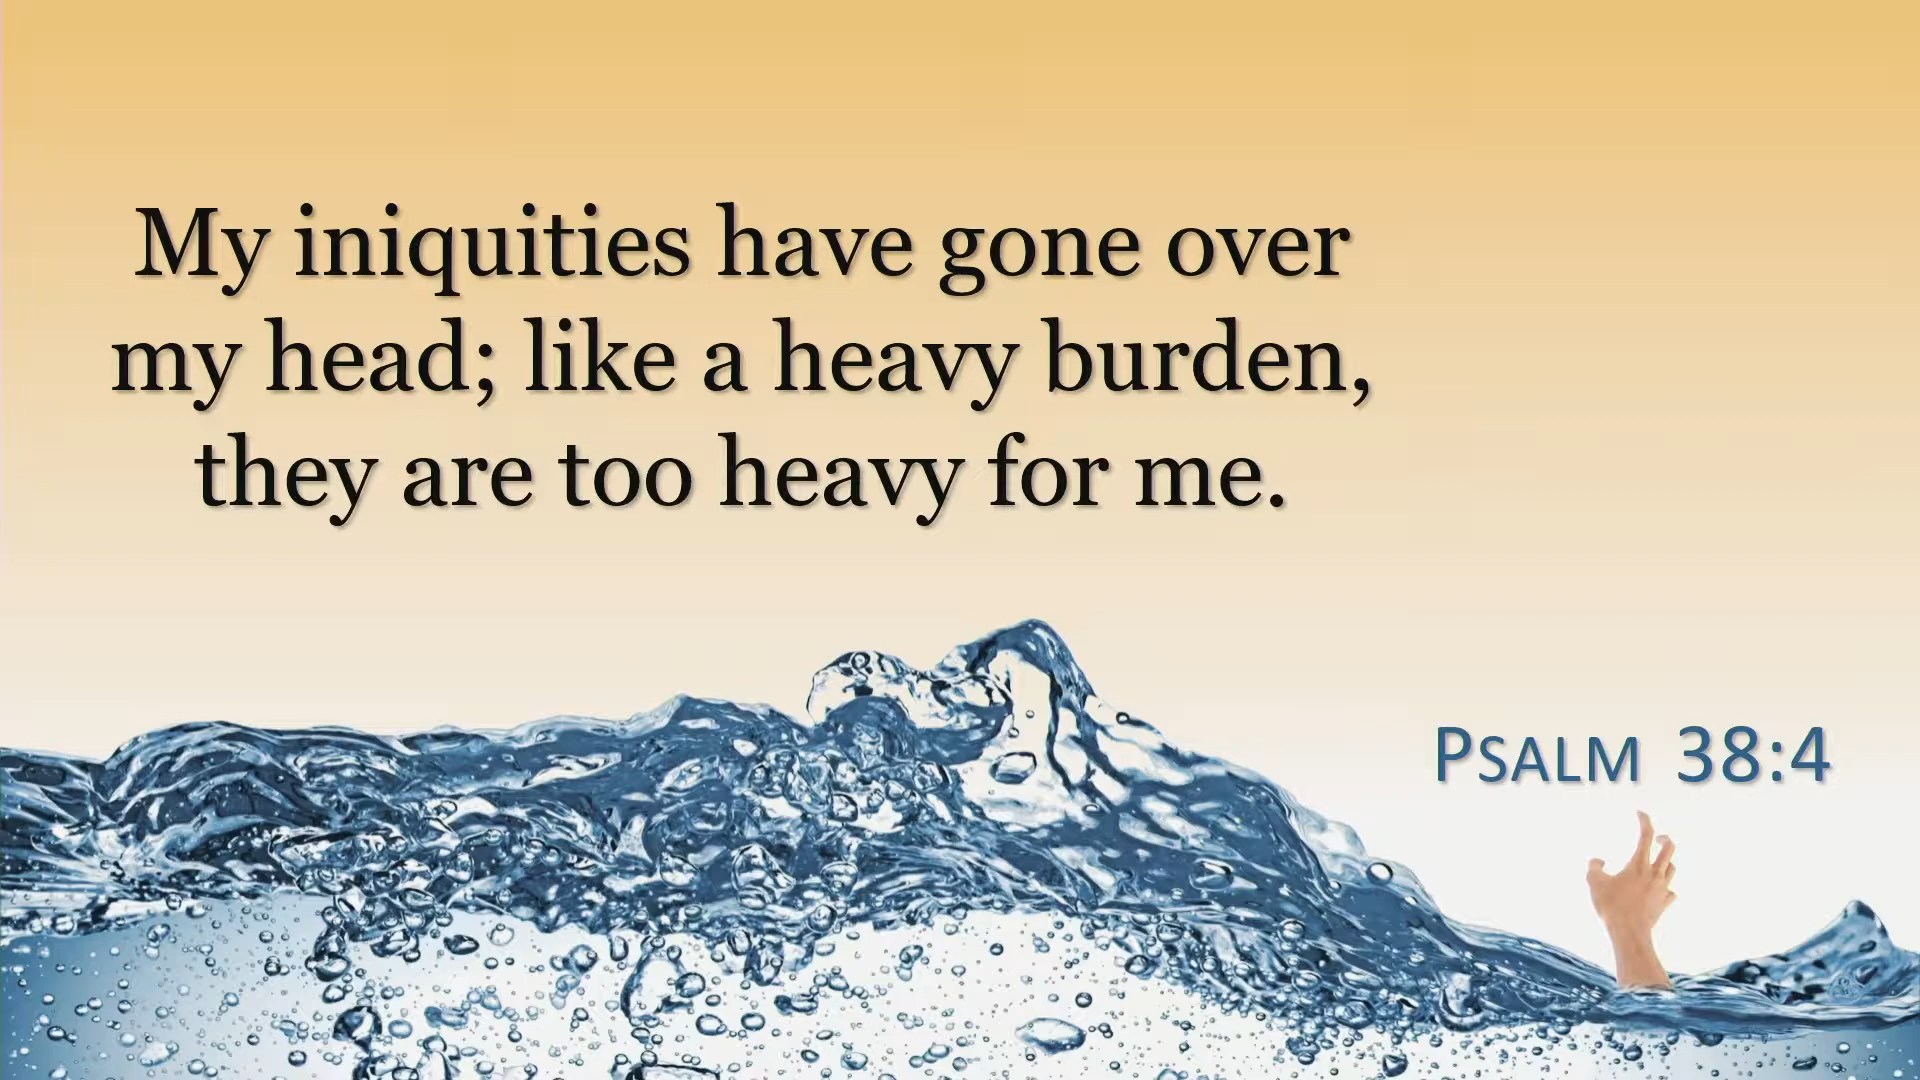 My iniquities have gone over
my head; like a heavy burden,
they are too heavy for me.
Psalm 38:4